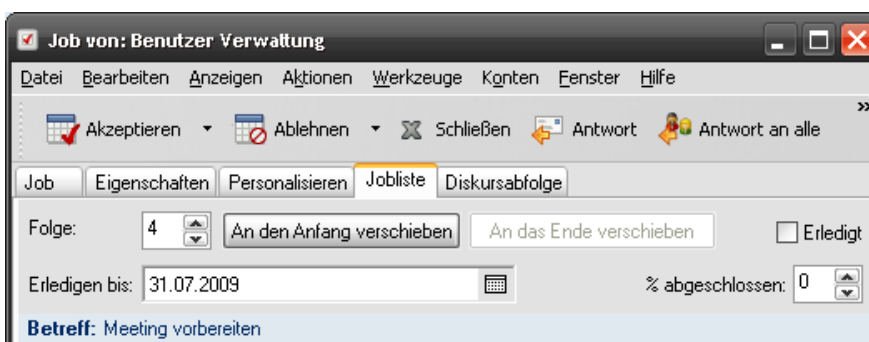 Job von: Benutzer Verwaltung
Datei Bearbeiten Anzeigen Aktionen Werkzeuge Konten Fenster Hilfe
Akzeptieren Ablehnen Schließen Antwort Antwort an alle »
Job Eigenschaften Personalisieren Jobliste Diskursabfolge
Folge: 4 An den Anfang verschieben An das Ende verschieben Erledigt
Erledigen bis: 31.07.2009 % abgeschlossen: 0
Betreff: Meeting vorbereiten